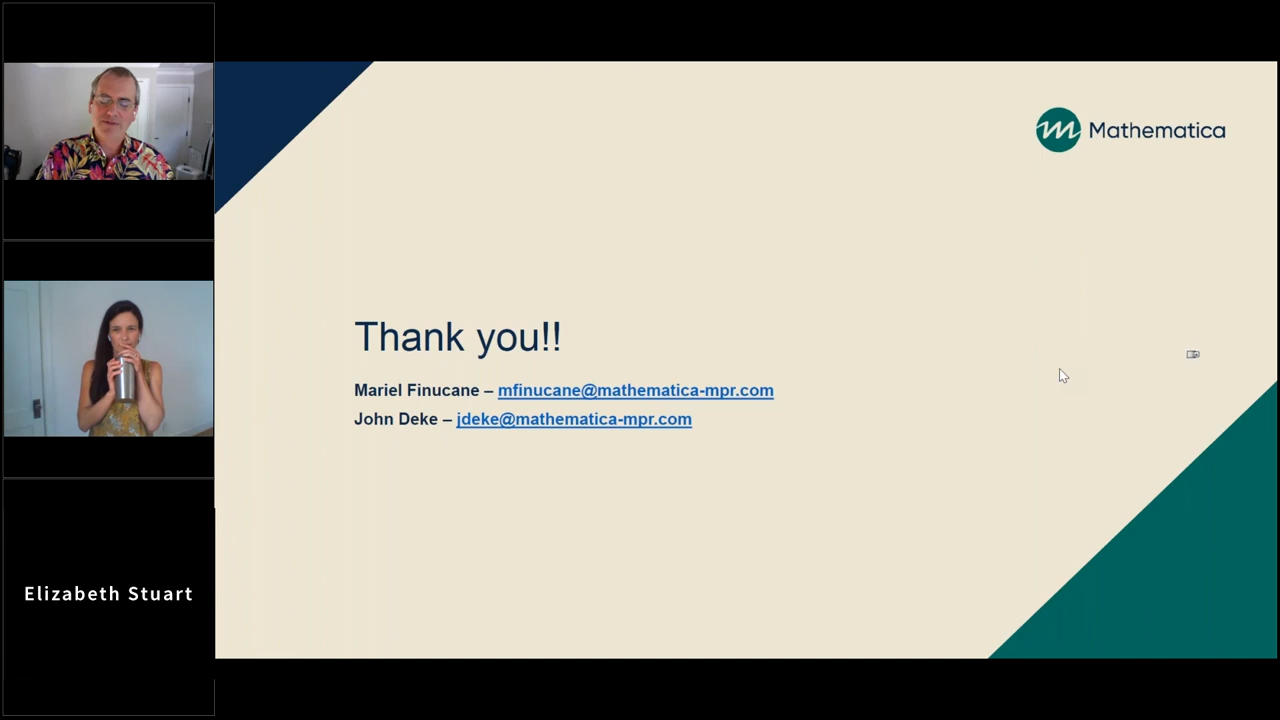 Mathematica
Thank you!!
Mariel Finucane – mfinucane@mathematica-mpr.com
John Deke – jdeke@mathematica-mpr.com
Elizabeth Stuart